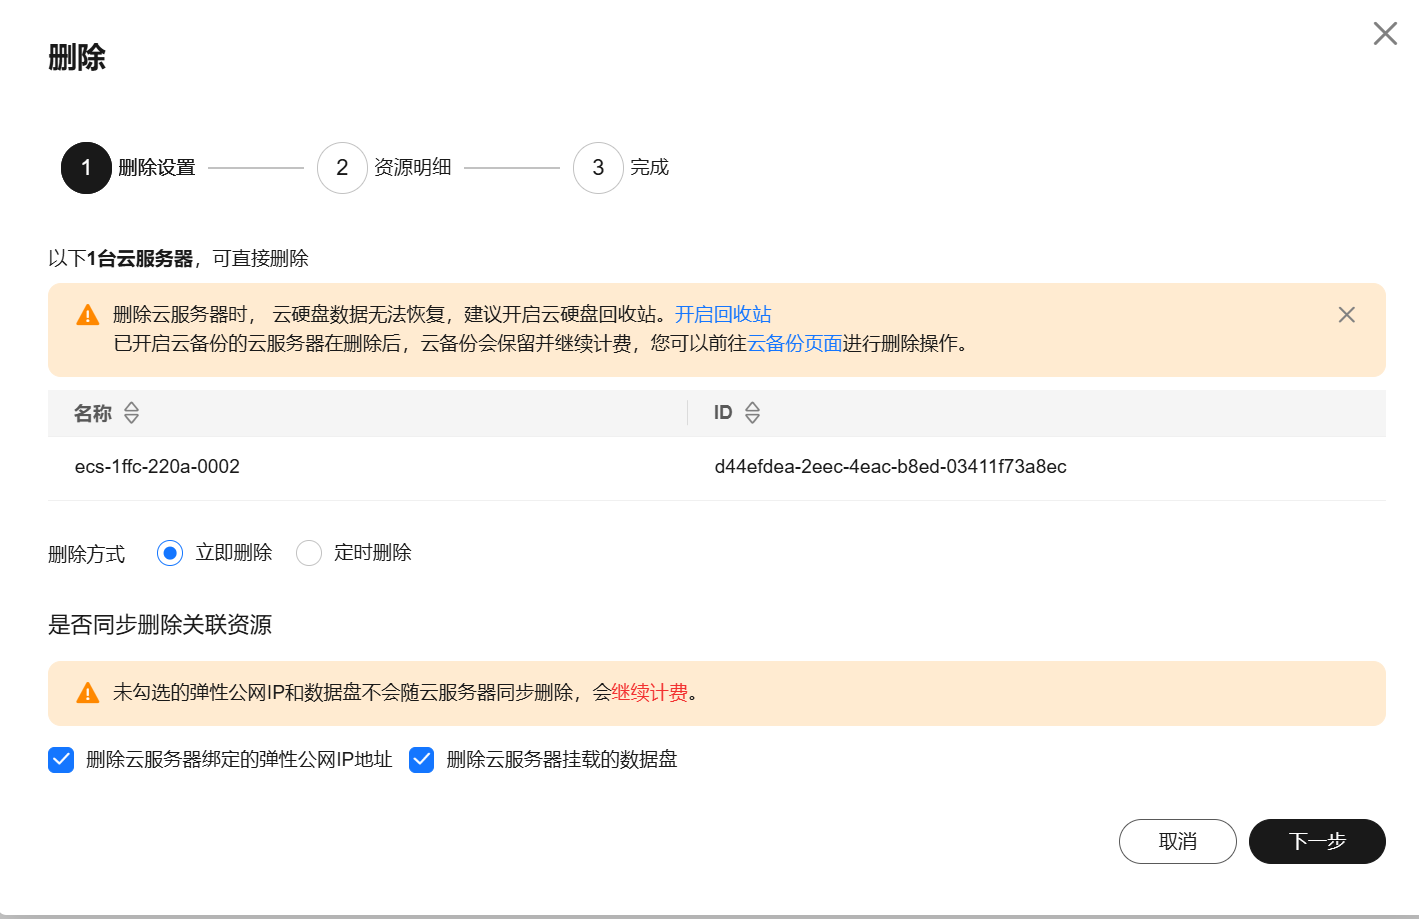 删除
1 删除设置 2 资源明细 3 完成
以下1台云服务器，可直接删除
删除云服务器时， 云硬盘数据无法恢复，建议开启云硬盘回收站。开启回收站
已开启云备份的云服务器在删除后，云备份会保留并继续计费，您可以前往云备份页面进行删除操作。
名称 ID
ecs-1ffc-220a-0002 d44efdea-2eec-4eac-b8ed-03411f73a8ec
删除方式 立即删除 定时删除
是否同步删除关联资源
未勾选的弹性公网IP和数据盘不会随云服务器同步删除，会继续计费。
删除云服务器绑定的弹性公网IP地址 删除云服务器挂载的数据盘
取消 下一步